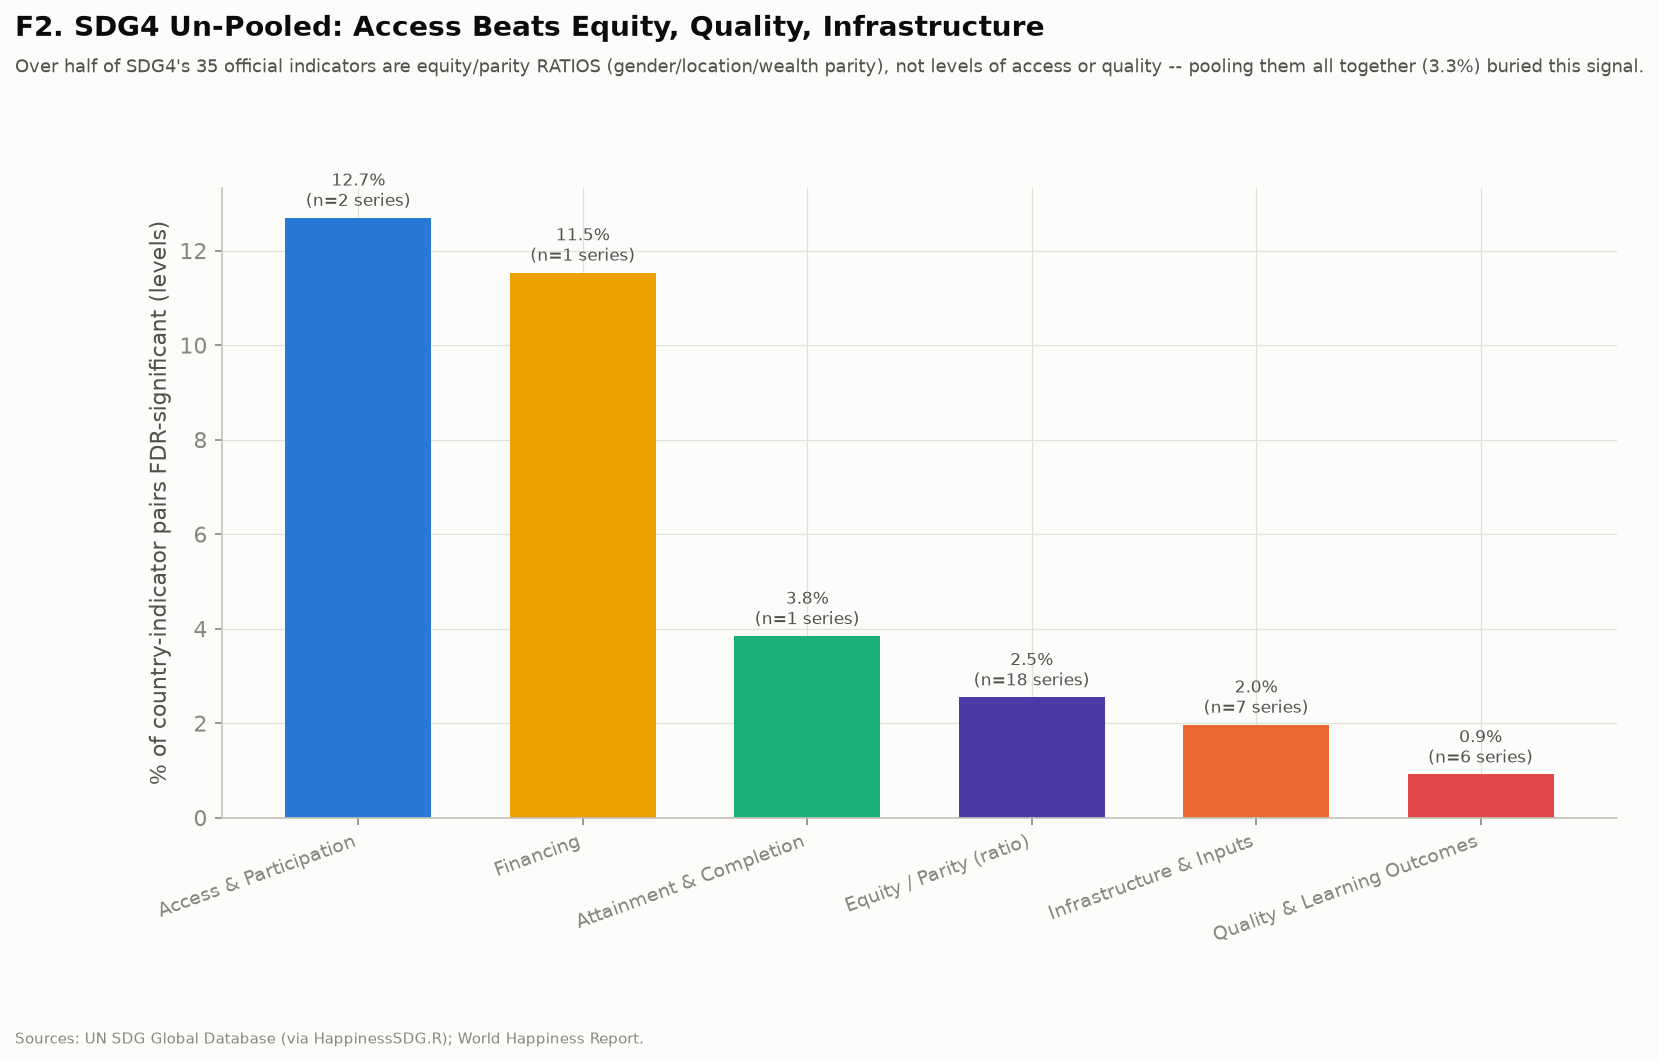 F2. SDG4 Un-Pooled: Access Beats Equity, Quality, Infrastructure
Over half of SDG4's 35 official indicators are equity/parity RATIOS (gender/location/wealth parity), not levels of access or quality -- pooling them all together (3.3%) buried this signal.
% of country-indicator pairs FDR-significant (levels)
12
10
8
6
4
2
0
12.7%
(n=2 series)
11.5%
(n=1 series)
3.8%
(n=1 series)
2.5%
(n=18 series)
2.0%
(n=7 series)
0.9%
(n=6 series)
Access & Participation
Financing
Attainment & Completion
Equity / Parity (ratio)
Infrastructure & Inputs
Quality & Learning Outcomes
Sources: UN SDG Global Database (via HappinessSDG.R); World Happiness Report.